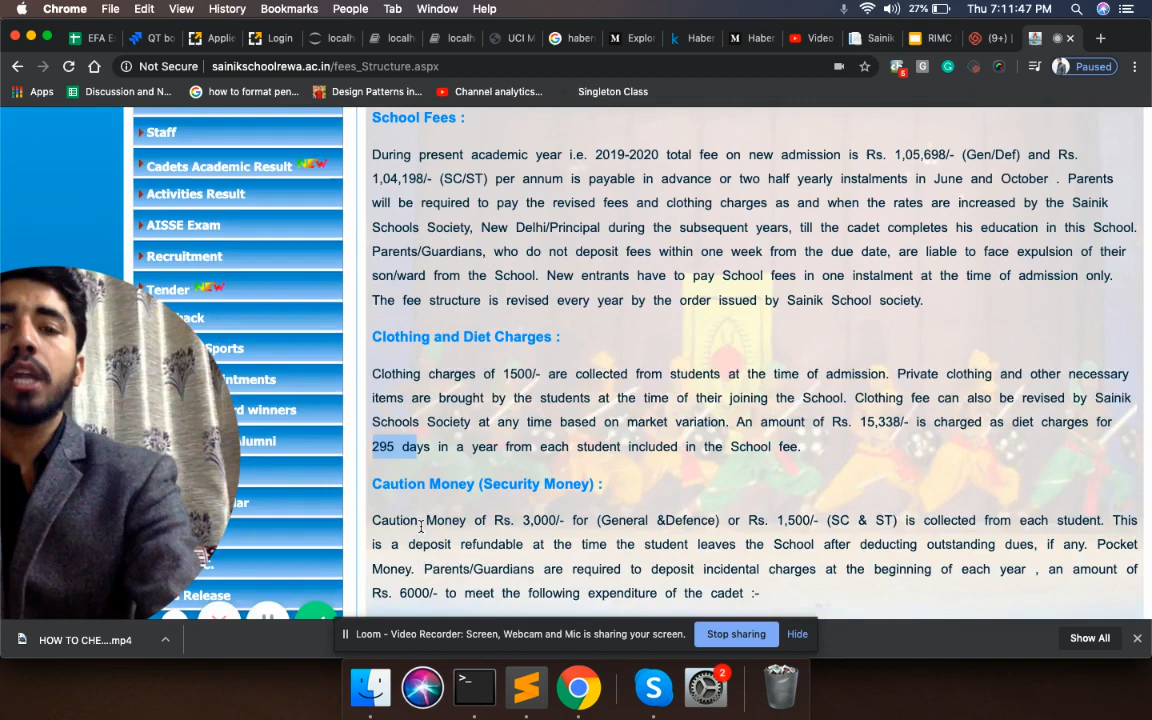 Chrome File Edit View History Bookmarks People Tab Window Help 27% Thu 7:11:47 PM
EFA E QT bo Applie Login localh localh localh UCI M haber Explor Haber Haber Video Sainik RIMC (9+)
Not Secure sainikschoolrewa.ac.in/fees_Structure.aspx 5 G Paused
Apps Discussion and N... how to format pen... Design Patterns in... Channel analytics... Singleton Class
Staff
Cadets Academic Result NEW
Activities Result
AISSE Exam
Recruitment
Tender NEW
back
Sports
intments
rd winners
lumni
ar
Release
School Fees :
During present academic year i.e. 2019-2020 total fee on new admission is Rs. 1,05,698/- (Gen/Def) and Rs.
1,04,198/- (SC/ST) per annum is payable in advance or two half yearly instalments in June and October . Parents
will be required to pay the revised fees and clothing charges as and when the rates are increased by the Sainik
Schools Society, New Delhi/Principal during the subsequent years, till the cadet completes his education in this School.
Parents/Guardians, who do not deposit fees within one week from the due date, are liable to face expulsion of their
son/ward from the School. New entrants have to pay School fees in one instalment at the time of admission only.
The fee structure is revised every year by the order issued by Sainik School society.
Clothing and Diet Charges :
Clothing charges of 1500/- are collected from students at the time of admission. Private clothing and other necessary
items are brought by the students at the time of their joining the School. Clothing fee can also be revised by Sainik
Schools Society at any time based on market variation. An amount of Rs. 15,338/- is charged as diet charges for
295 days in a year from each student included in the School fee.
Caution Money (Security Money) :
Caution Money of Rs. 3,000/- for (General &Defence) or Rs. 1,500/- (SC & ST) is collected from each student. This
is a deposit refundable at the time the student leaves the School after deducting outstanding dues, if any. Pocket
Money. Parents/Guardians are required to deposit incidental charges at the beginning of each year , an amount of
Rs. 6000/- to meet the following expenditure of the cadet :-
Loom - Video Recorder: Screen, Webcam and Mic is sharing your screen. Stop sharing Hide
HOW TO CHE....mp4 Show All
2